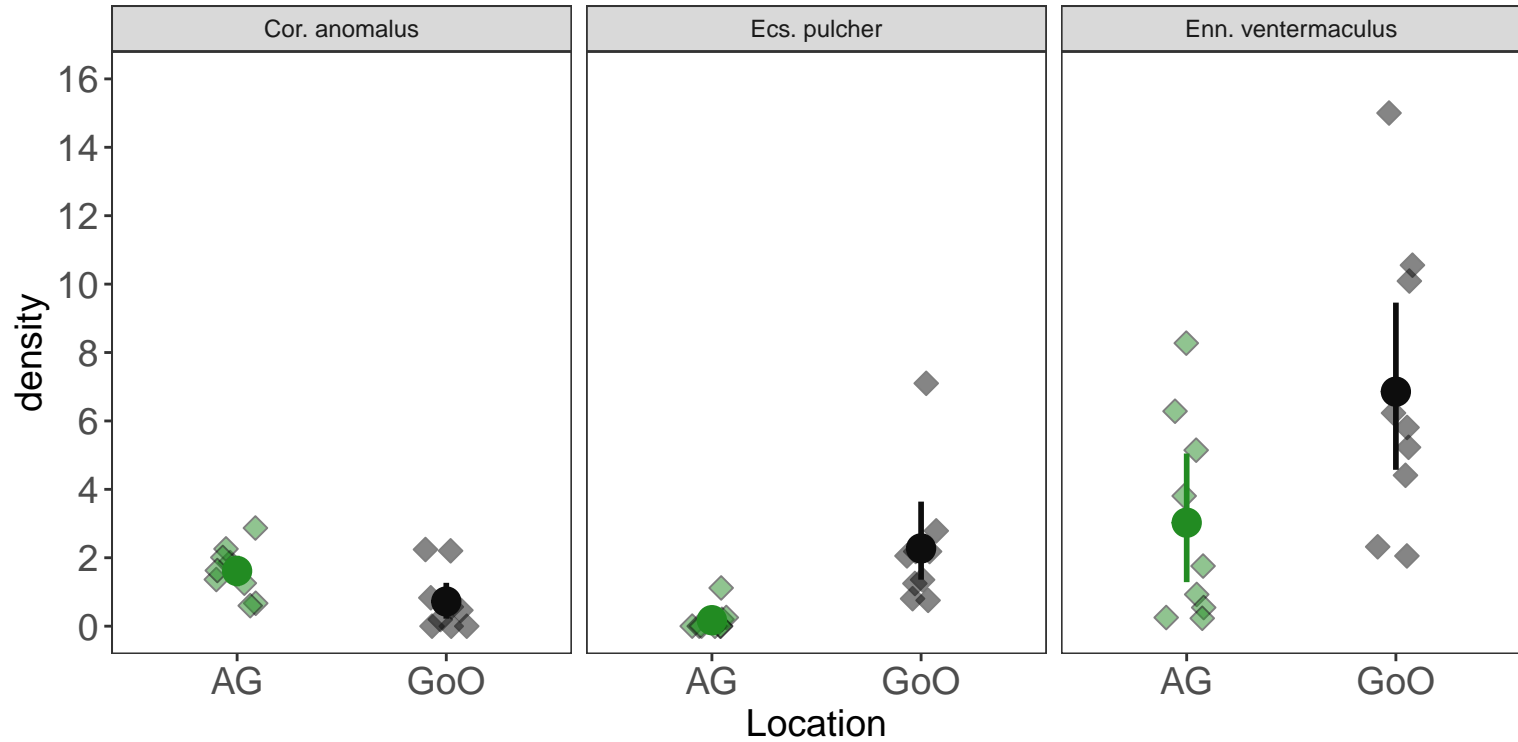 Cor. anomalus
Ecs. pulcher
Enn. ventermaculus
density
16
14
12
10
8
6
4
2
0
AG
GoO
AG
GoO
AG
GoO
Location